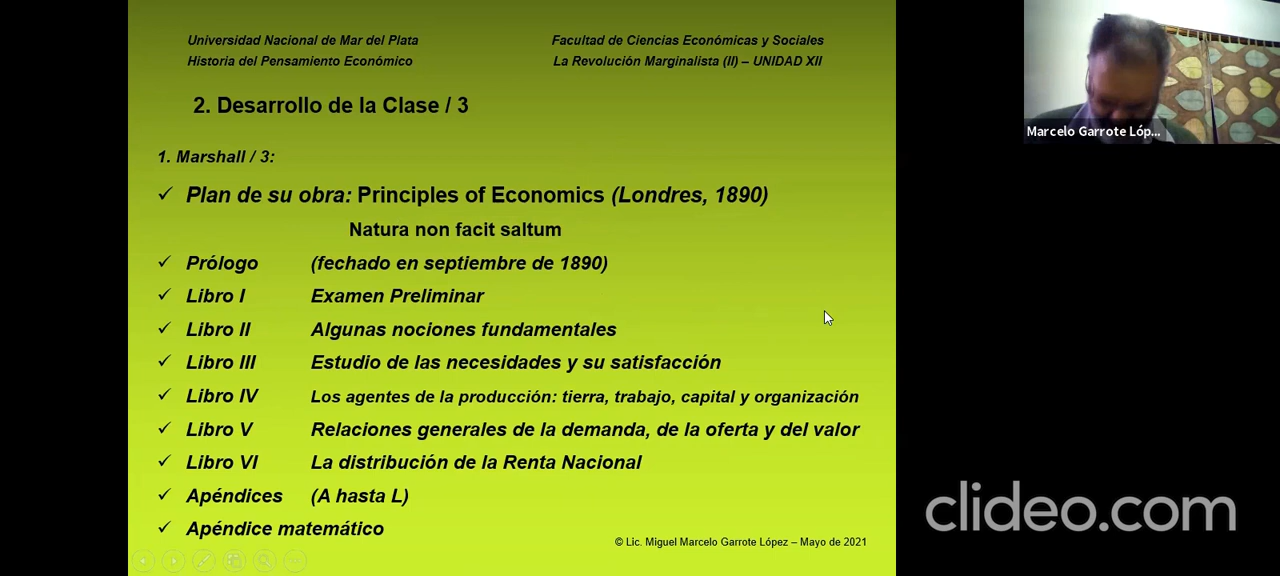 Universidad Nacional de Mar del Plata
Facultad de Ciencias Económicas y Sociales
Historia del Pensamiento Económico
La Revolución Marginalista (II) – UNIDAD XII
2. Desarrollo de la Clase / 3
1. Marshall / 3:
✓ Plan de su obra: Principles of Economics (Londres, 1890)
Natura non facit saltum
✓ Prólogo (fechado en septiembre de 1890)
✓ Libro I Examen Preliminar
✓ Libro II Algunas nociones fundamentales
✓ Libro III Estudio de las necesidades y su satisfacción
✓ Libro IV Los agentes de la producción: tierra, trabajo, capital y organización
✓ Libro V Relaciones generales de la demanda, de la oferta y del valor
✓ Libro VI La distribución de la Renta Nacional
✓ Apéndices (A hasta L)
✓ Apéndice matemático
© Lic. Miguel Marcelo Garrote López – Mayo de 2021
Marcelo Garrote Lóp...
clideo.com